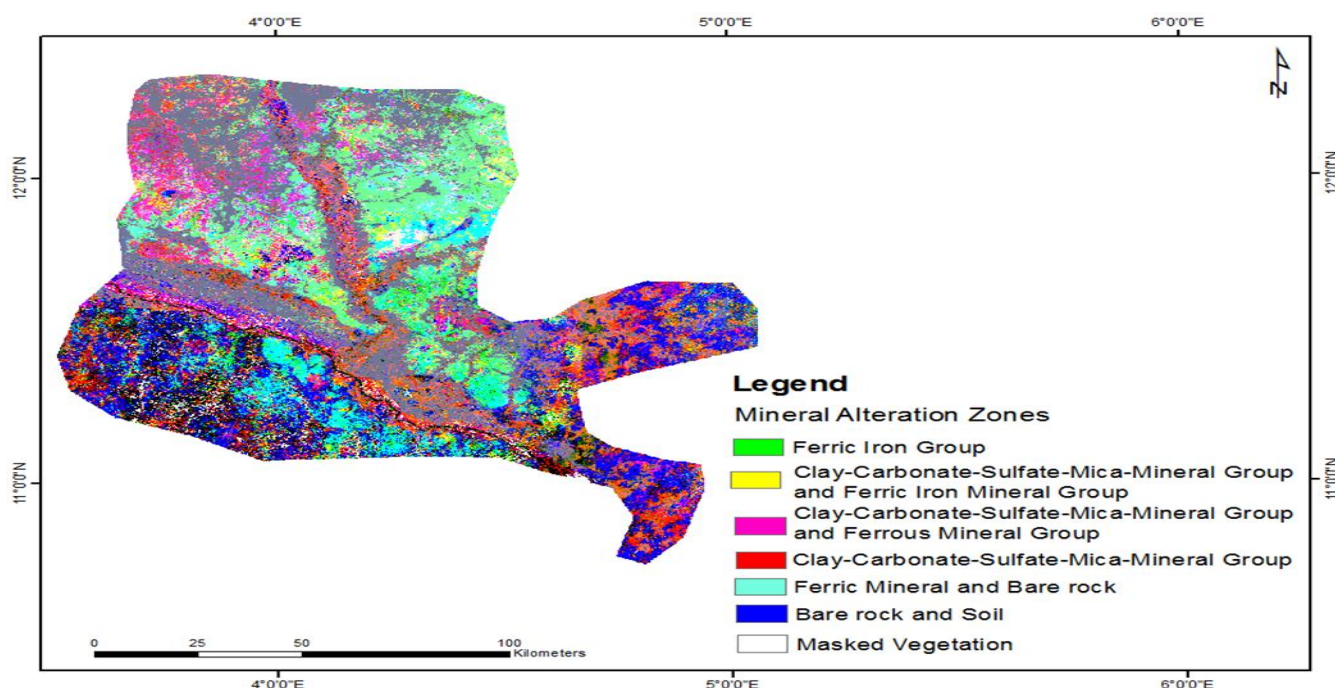 4°0'0"E 5°0'0"E 6°0'0"E
N
12°0'0"N 12°0'0"N
Legend
Mineral Alteration Zones
Ferric Iron Group
Clay-Carbonate-Sulfate-Mica-Mineral Group
and Ferric Iron Mineral Group
Clay-Carbonate-Sulfate-Mica-Mineral Group
and Ferrous Mineral Group
Clay-Carbonate-Sulfate-Mica-Mineral Group
Ferric Mineral and Bare rock
Bare rock and Soil
Masked Vegetation
11°0'0"N 11°0'0"N
0 25 50 100
Kilometers
4°0'0"E 5°0'0"E 6°0'0"E